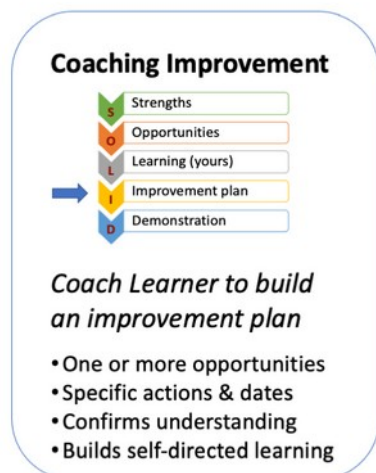 Coaching Improvement
S Strengths
O Opportunities
L Learning (yours)
I Improvement plan
D Demonstration
Coach Learner to build
an improvement plan
• One or more opportunities
• Specific actions & dates
• Confirms understanding
• Builds self-directed learning